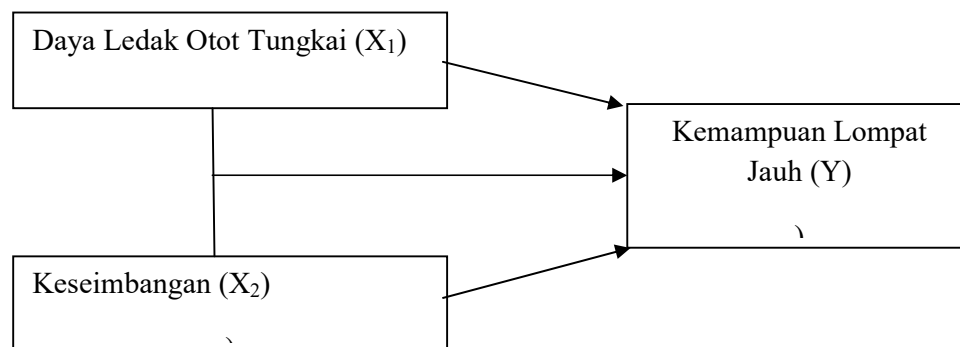 Daya Ledak Otot Tungkai (X₁)
Kemampuan Lompat
Jauh (Y)
)
Keseimbangan (X₂)
)